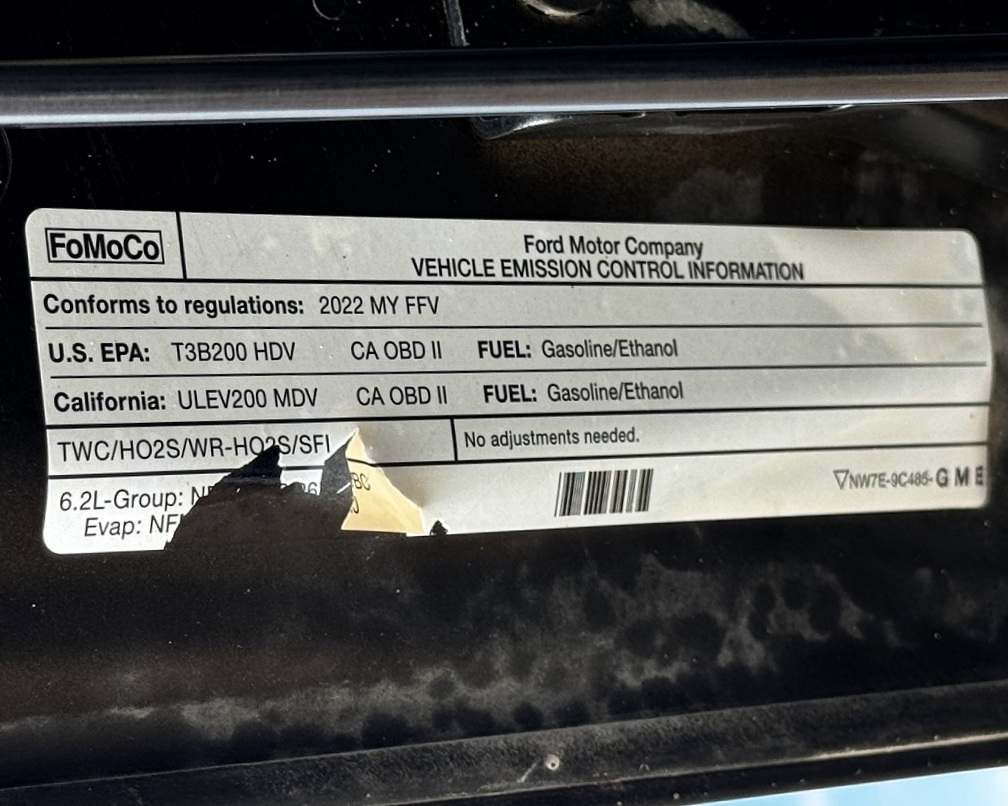 FoMoCo
Ford Motor Company
VEHICLE EMISSION CONTROL INFORMATION
Conforms to regulations: 2022 MY FFV
U.S. EPA: T3B200 HDV CA OBD II FUEL: Gasoline/Ethanol
California: ULEV200 MDV CA OBD II FUEL: Gasoline/Ethanol
TWC/HO2S/WR-HO2S/SFI No adjustments needed.
6.2L-Group:
Evap:
NW7E-9C485-G M E